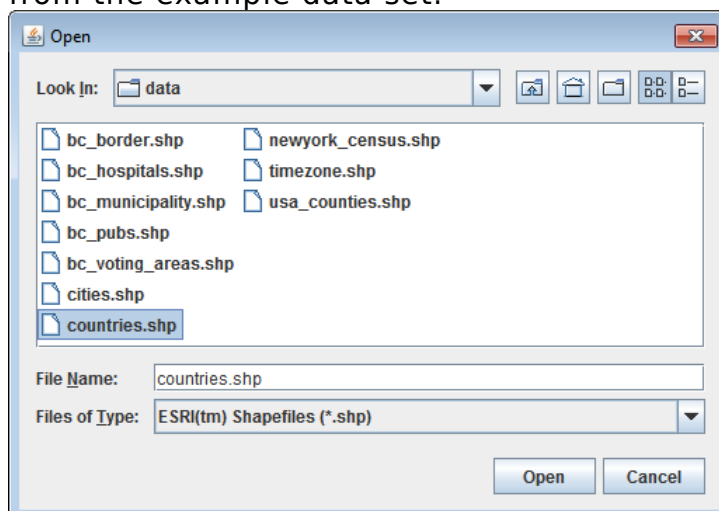 from the example data set.
Open
Look In: data
bc_border.shp newyork_census.shp
bc_hospitals.shp timezone.shp
bc_municipality.shp usa_counties.shp
bc_pubs.shp
bc_voting_areas.shp
cities.shp
countries.shp
File Name: countries.shp
Files of Type: ESRI(tm) Shapefiles (*.shp)
Open Cancel